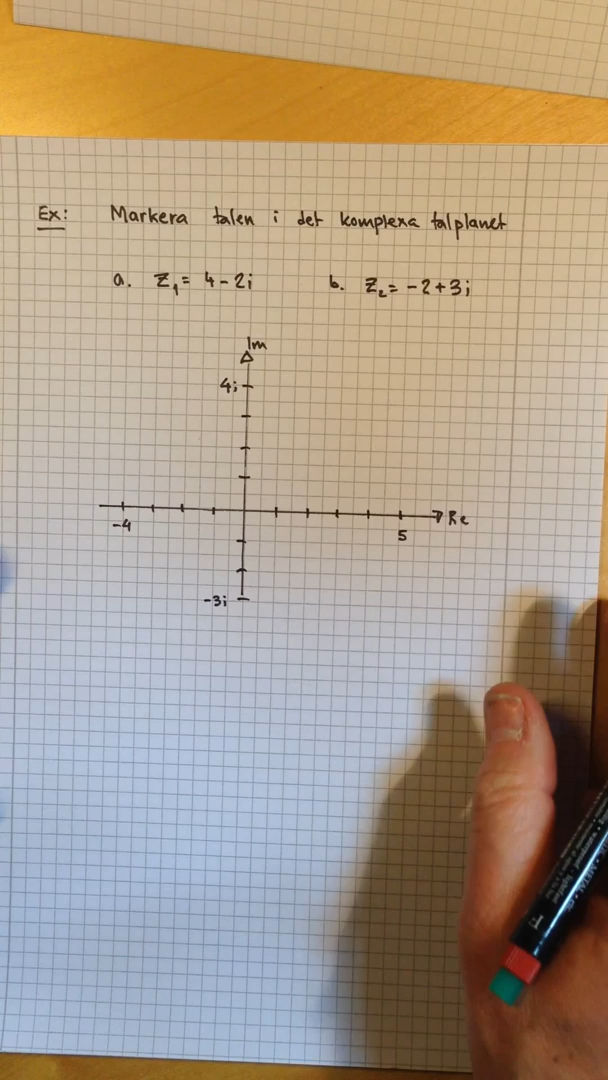 Ex: Markera talen i det komplexa talplanet
a. z₁ = 4 - 2i b. z₂ = -2 + 3i
Im
4i
Re
-4 5
-3i